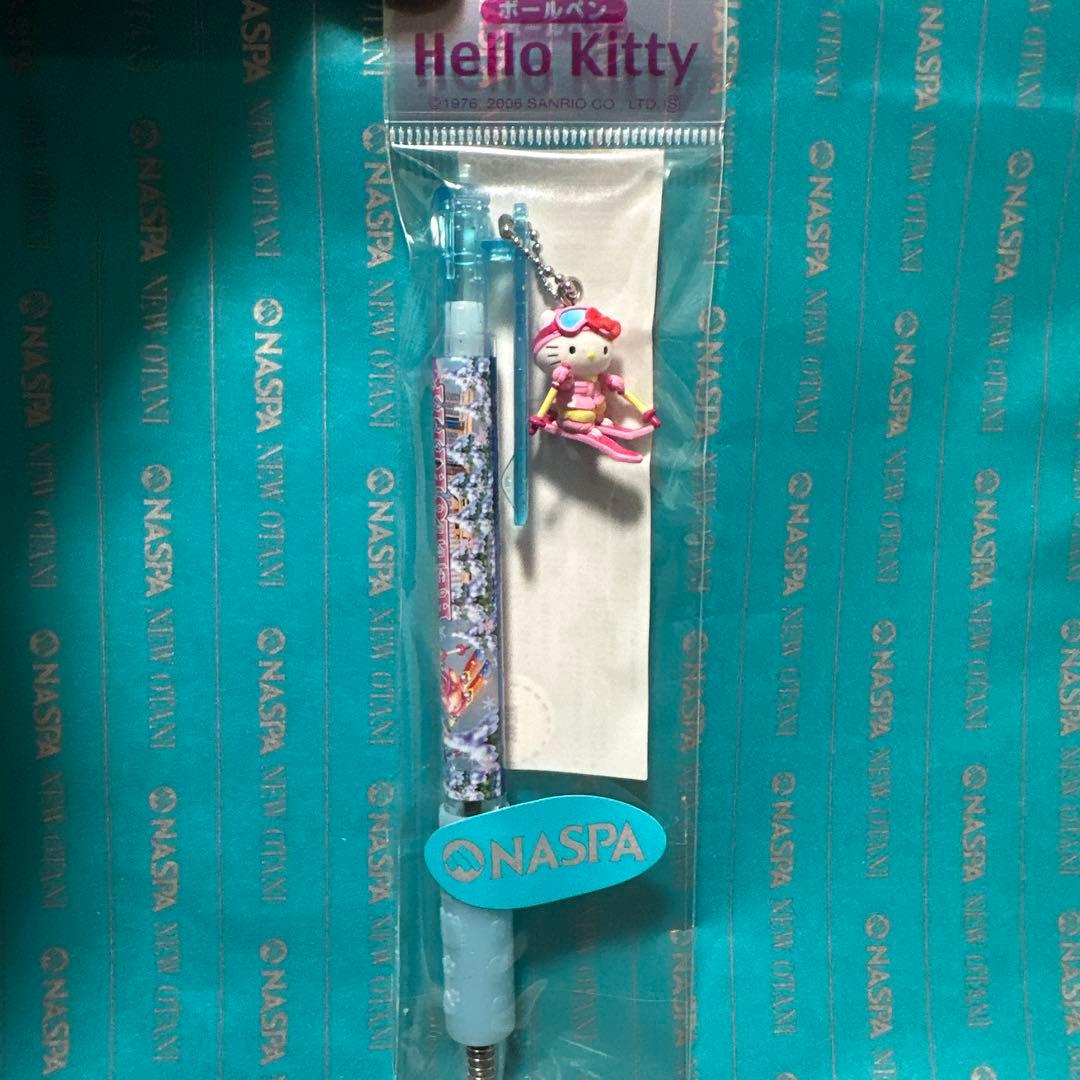 ボールペン
Hello Kitty
©1976, 2006 SANRIO CO., LTD. Ⓢ
NASPA
NASPA NEW OTANI